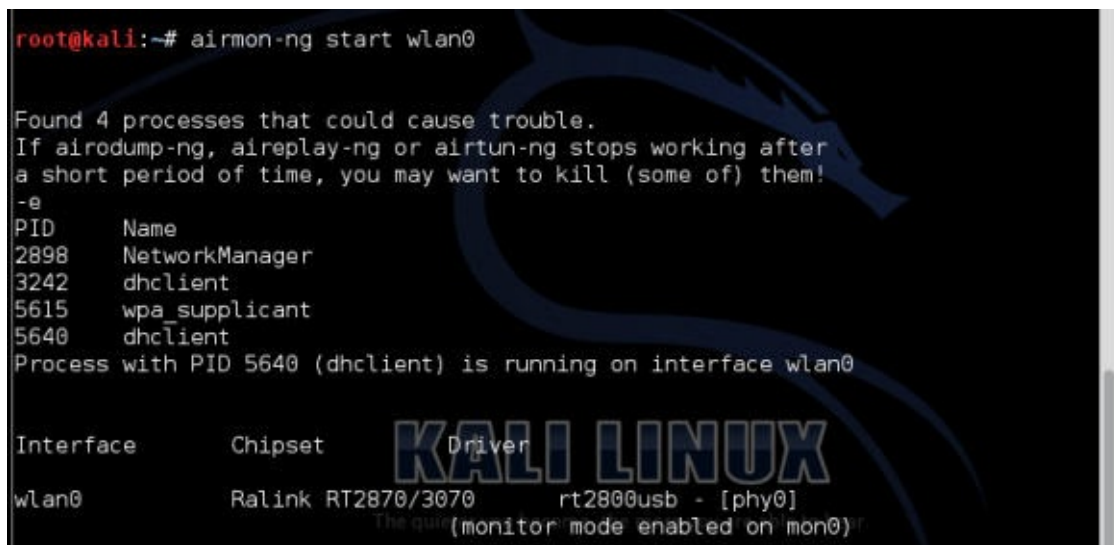 root@kali:~# airmon-ng start wlan0
Found 4 processes that could cause trouble.
If airodump-ng, aireplay-ng or airtun-ng stops working after
a short period of time, you may want to kill (some of) them!
-e
PID Name
2898 NetworkManager
3242 dhclient
5615 wpa_supplicant
5640 dhclient
Process with PID 5640 (dhclient) is running on interface wlan0
Interface Chipset Driver
KALI LINUX
wlan0 Ralink RT2870/3070 rt2800usb - [phy0]
The quie
(monitor mode enabled on mon0)